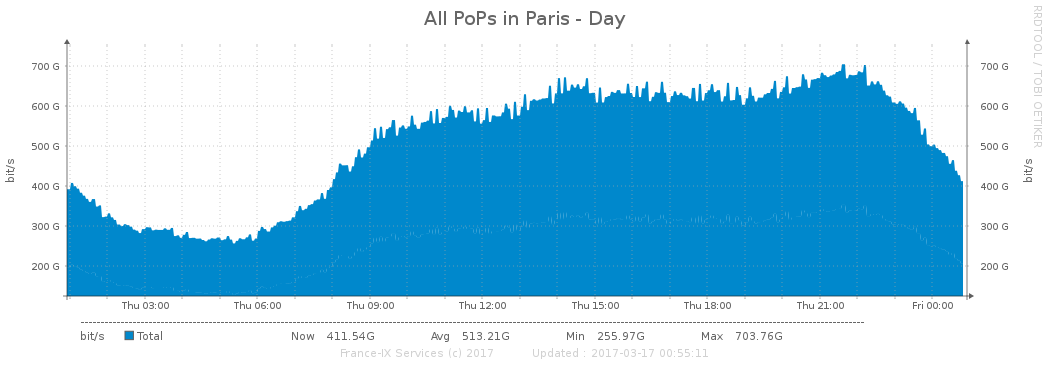 All PoPs in Paris - Day
RRDTOOL / TOBI OETIKER
700 G 700 G
600 G 600 G
500 G 500 G
400 G 400 G
300 G 300 G
200 G 200 G
bit/s bit/s
Thu 03:00 Thu 06:00 Thu 09:00 Thu 12:00 Thu 15:00 Thu 18:00 Thu 21:00 Fri 00:00
bit/s Total Now 411.54G Avg 513.21G Min 255.97G Max 703.76G
France-IX Services (c) 2017 Updated : 2017-03-17 00:55:11